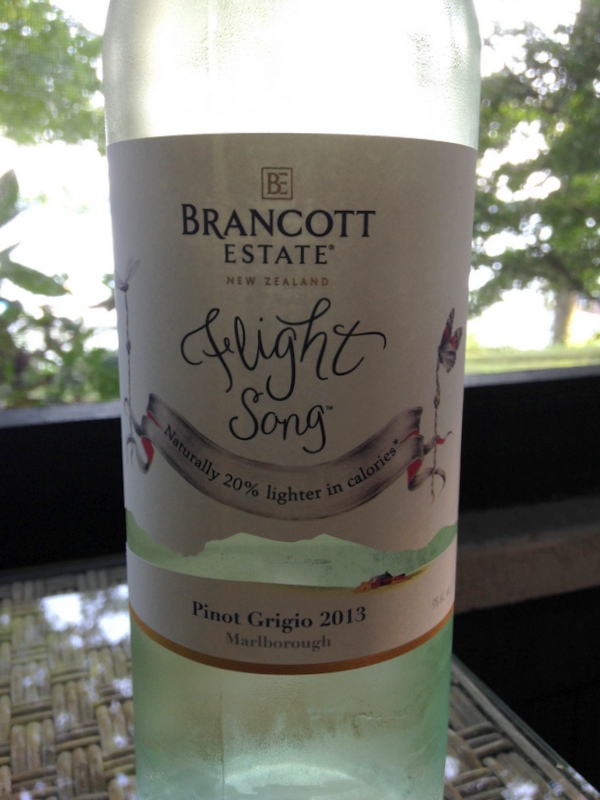 BE
BRANCOTT
ESTATE®
NEW ZEALAND
Flight
Song™
Naturally 20% lighter in calories*
Pinot Grigio 2013
Marlborough